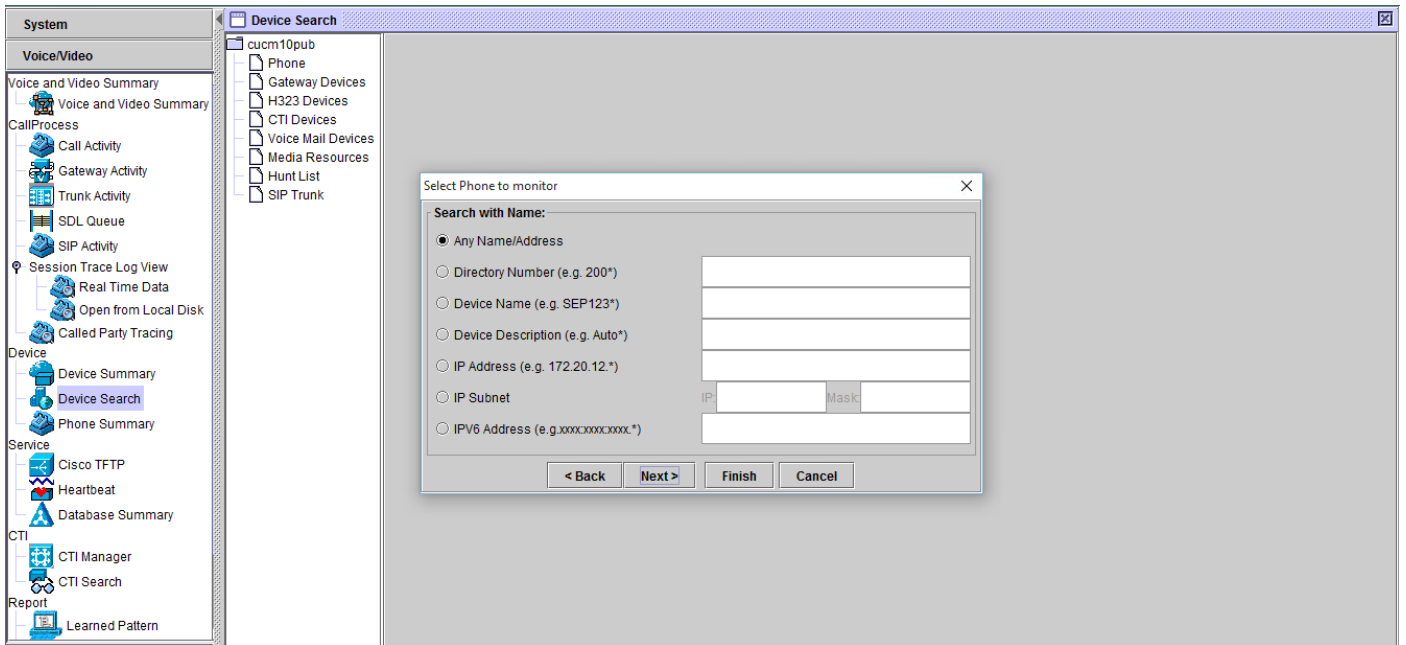 System
Voice/Video
Voice and Video Summary
Voice and Video Summary
CallProcess
Call Activity
Gateway Activity
Trunk Activity
SDL Queue
SIP Activity
Session Trace Log View
Real Time Data
Open from Local Disk
Called Party Tracing
Device
Device Summary
Device Search
Phone Summary
Service
Cisco TFTP
Heartbeat
Database Summary
CTI
CTI Manager
CTI Search
Report
Learned Pattern
Device Search
cucm10pub
Phone
Gateway Devices
H323 Devices
CTI Devices
Voice Mail Devices
Media Resources
Hunt List
SIP Trunk
Select Phone to monitor
Search with Name:
Any Name/Address
Directory Number (e.g. 200*)
Device Name (e.g. SEP123*)
Device Description (e.g. Auto*)
IP Address (e.g. 172.20.12.*)
IP Subnet IP: Mask:
IPV6 Address (e.g.xxxx:xxxx:xxxx.*)
< Back Next > Finish Cancel